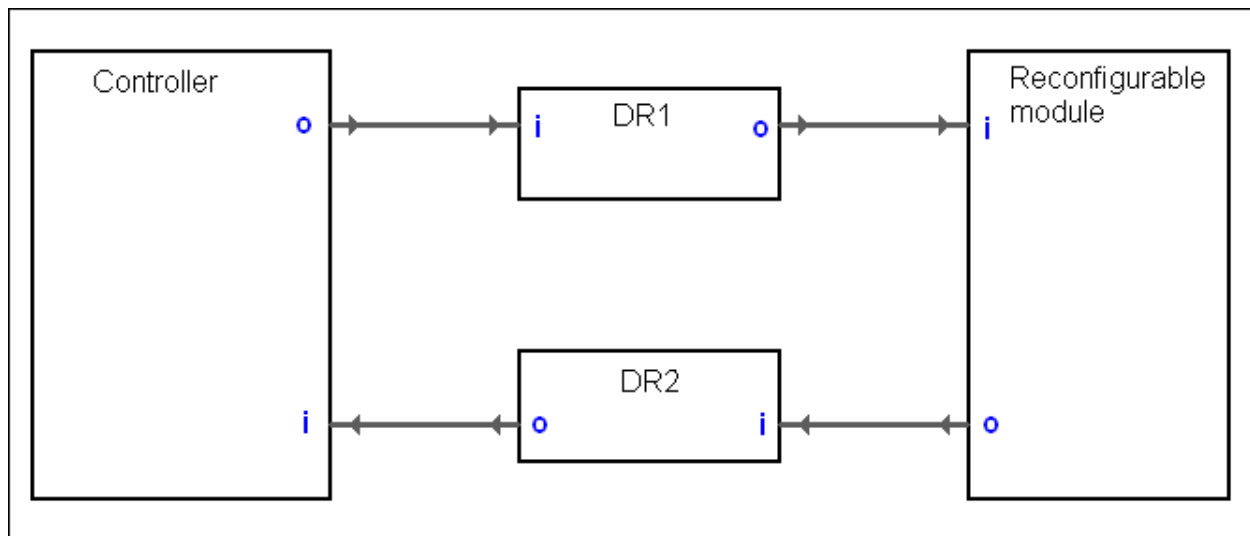 Controller
o
i
DR1
o
Reconfigurable
module
i
i
DR2
o
i
o